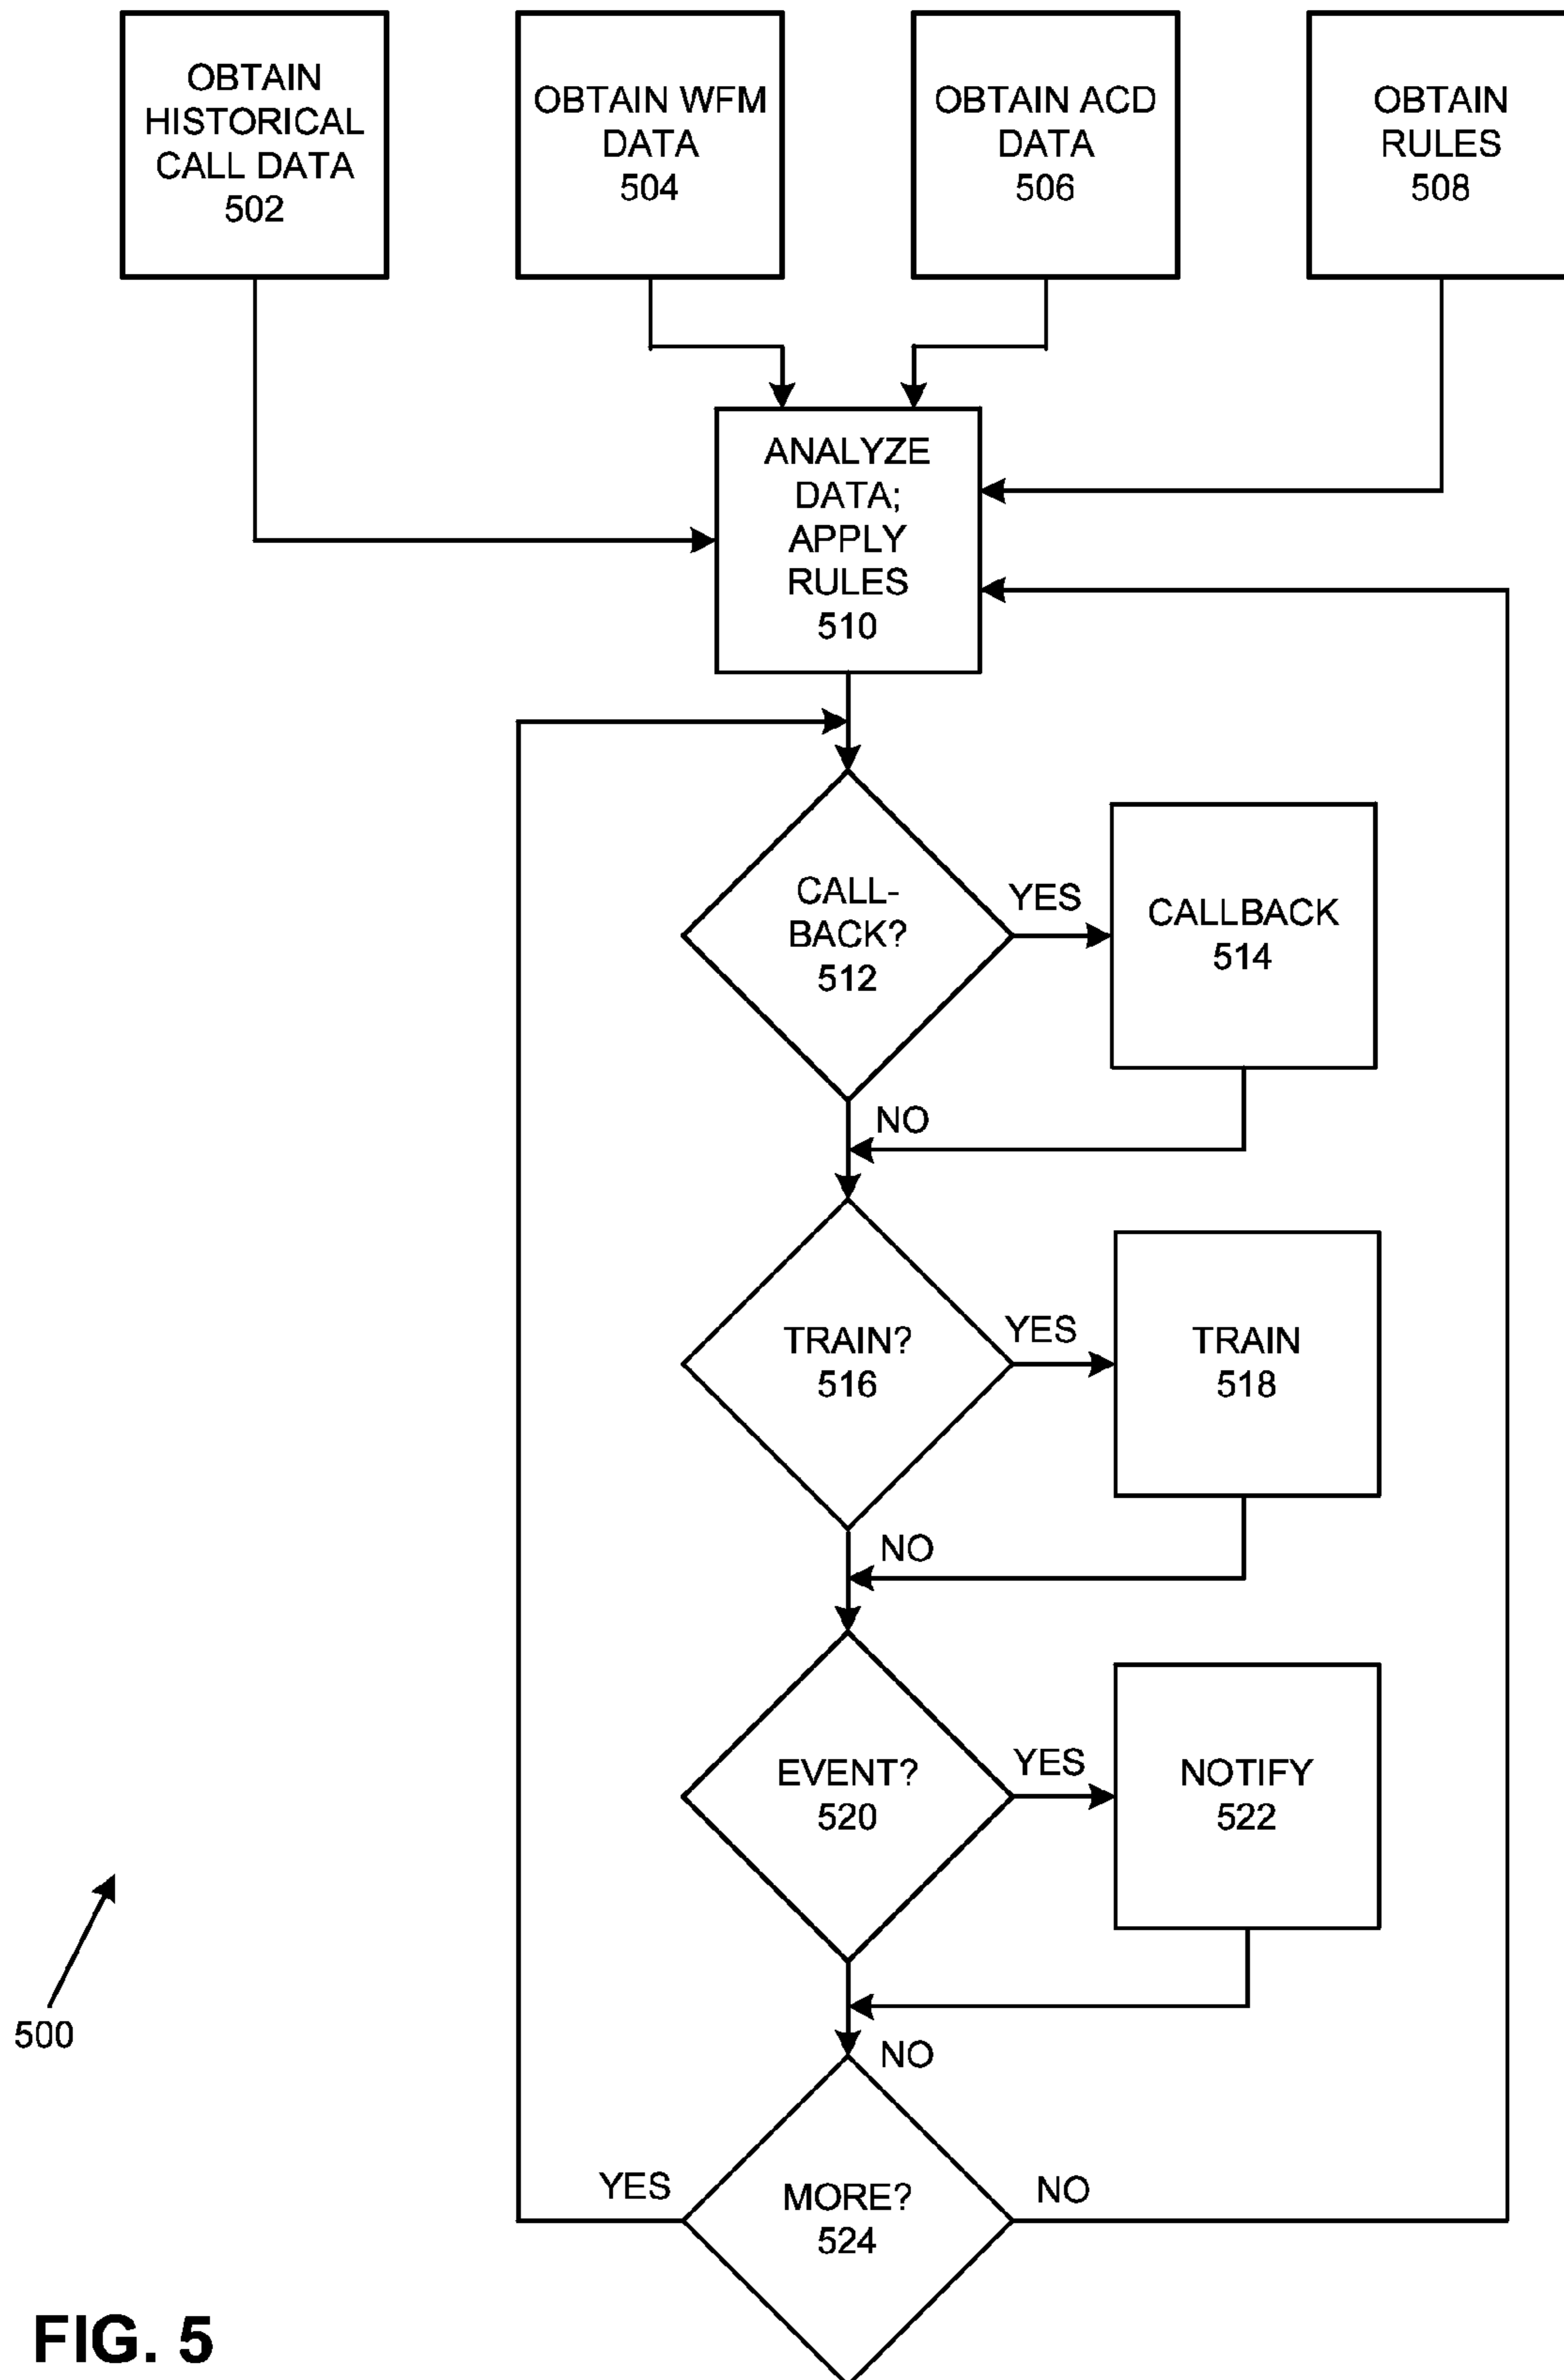 OBTAIN
HISTORICAL
CALL DATA
502
OBTAIN WFM
DATA
504
OBTAIN ACD
DATA
506
OBTAIN
RULES
508
ANALYZE
DATA;
APPLY
RULES
510
CALL-
BACK?
512
YES
CALLBACK
514
NO
TRAIN?
516
YES
TRAIN
518
NO
EVENT?
520
YES
NOTIFY
522
NO
500
YES
MORE?
524
NO
FIG. 5